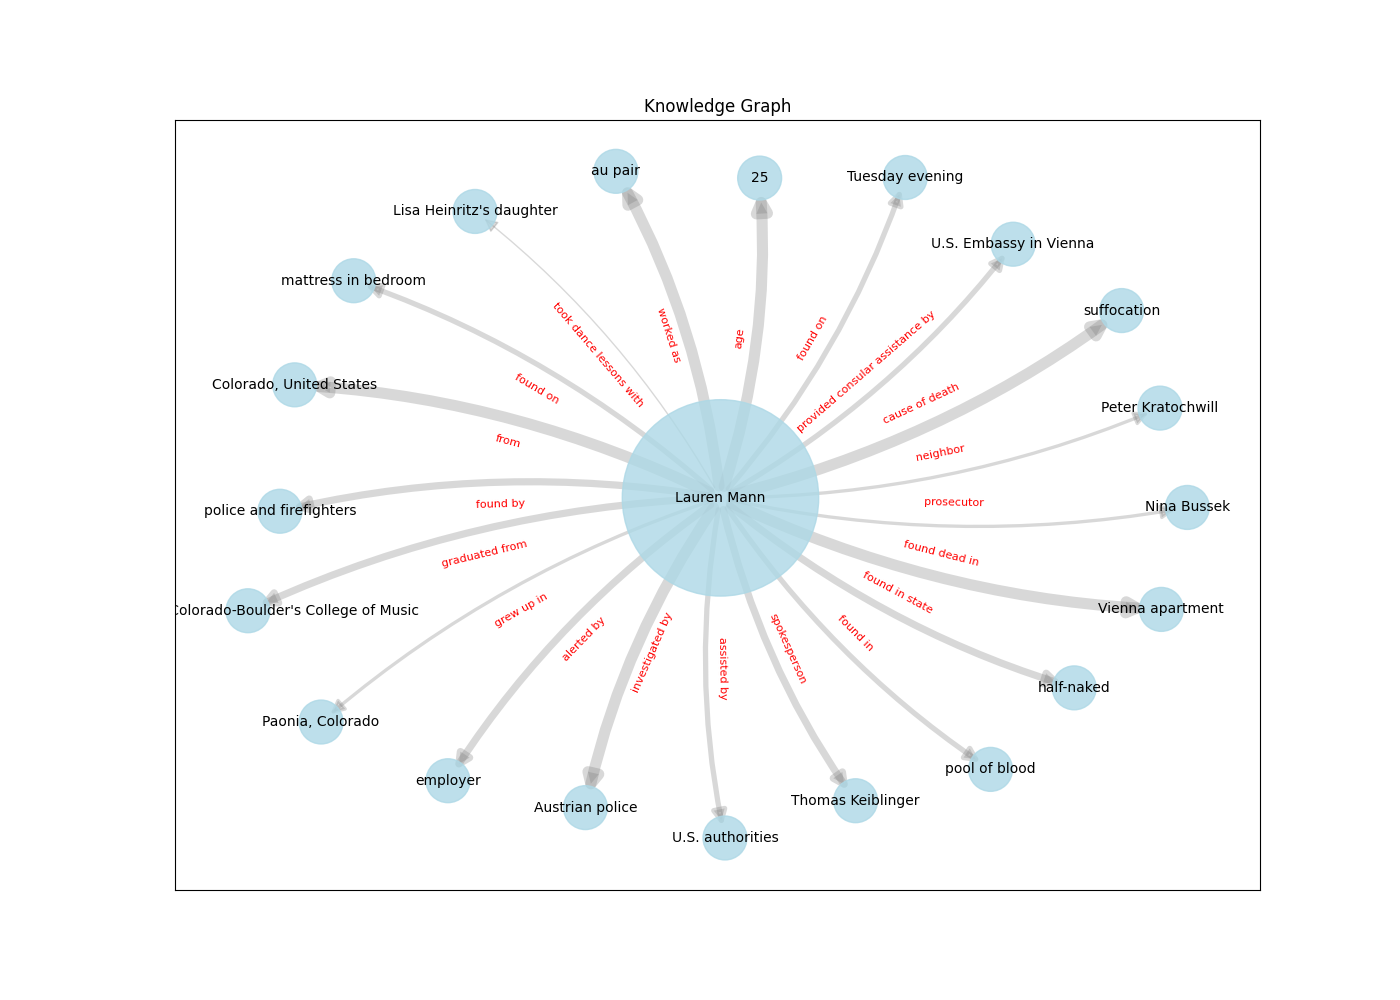 Knowledge Graph
au pair
25
Tuesday evening
Lisa Heinritz's daughter
U.S. Embassy in Vienna
mattress in bedroom
suffocation
took dance lessons with
worked as
age
found on
provided consular assistance by
Colorado, United States
found on
cause of death
Peter Kratochwill
from
neighbor
Lauren Mann
police and firefighters
found by
prosecutor
Nina Bussek
graduated from
found dead in
Colorado-Boulder's College of Music
grew up in
found in state
Vienna apartment
alerted by
investigated by
assisted by
spokesperson
found in
half-naked
Paonia, Colorado
employer
pool of blood
Austrian police
Thomas Keiblinger
U.S. authorities